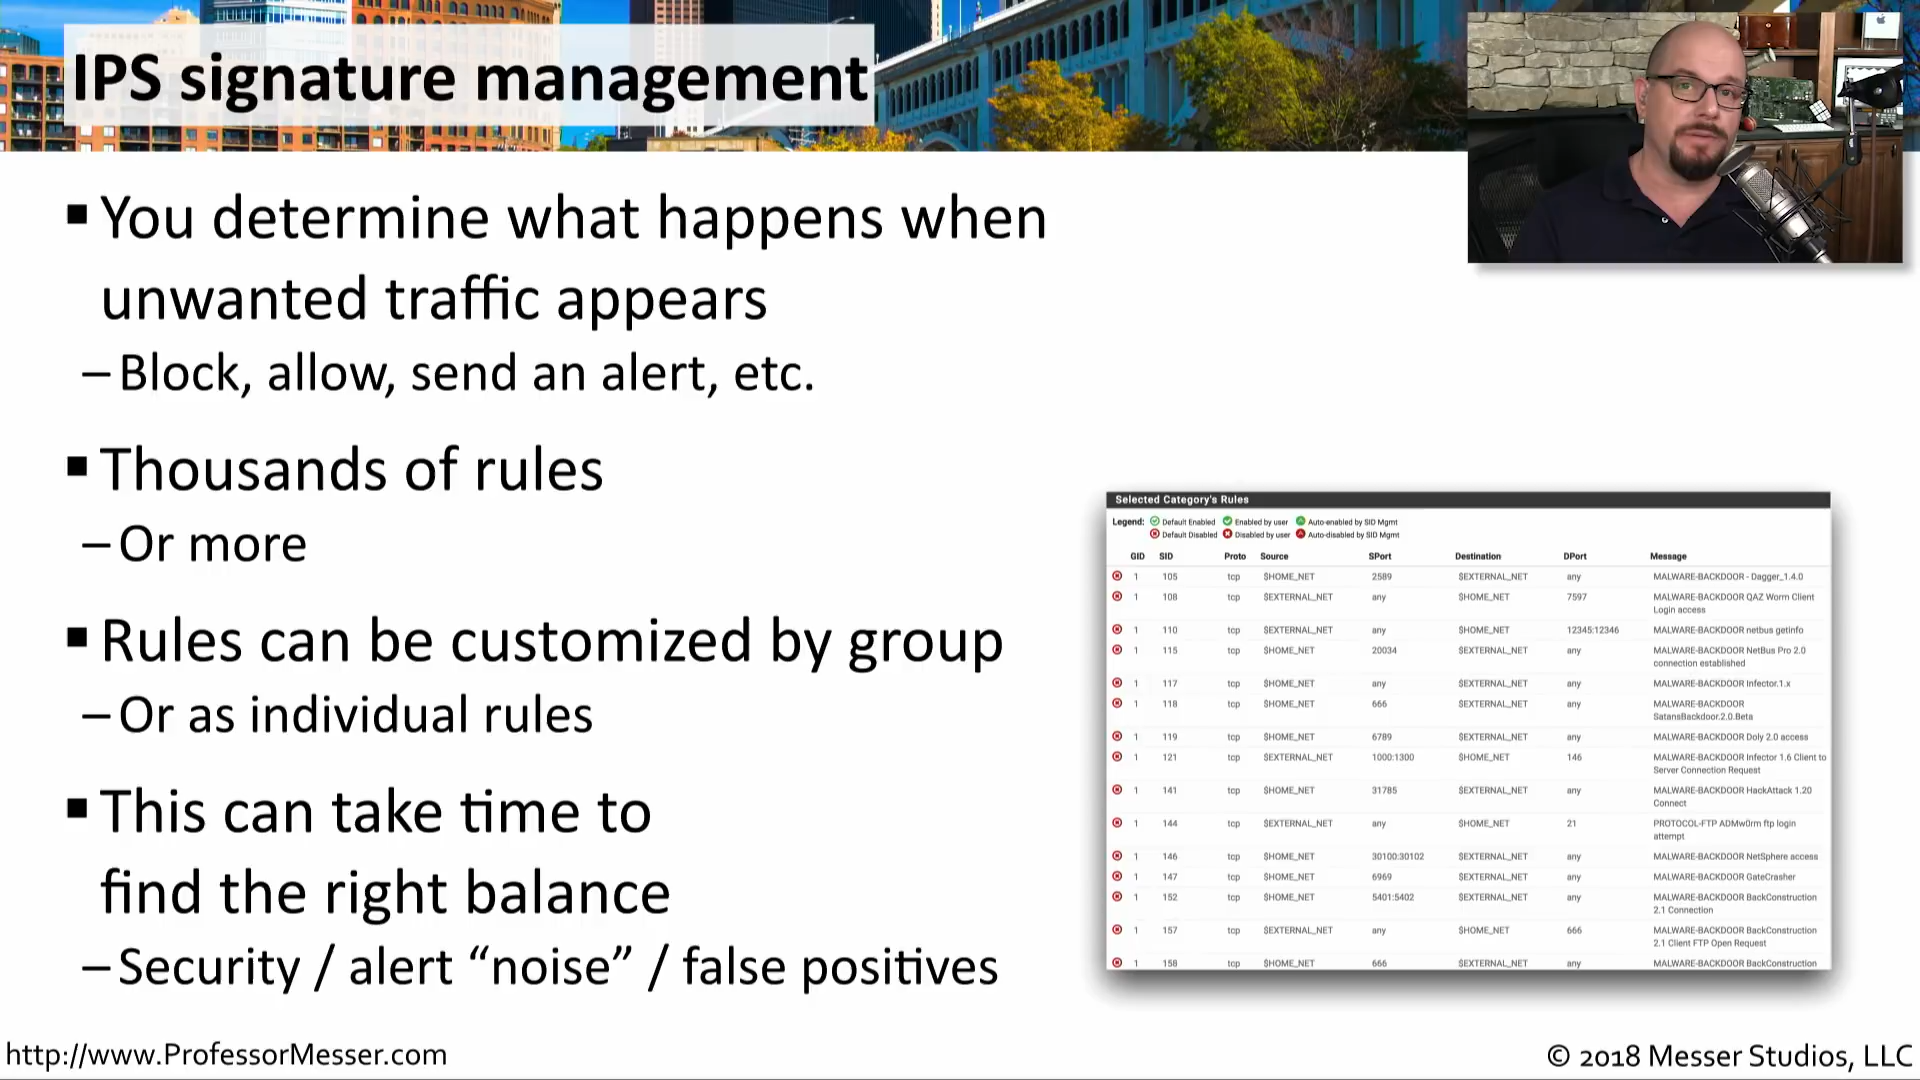 IPS signature management
▪ You determine what happens when
unwanted traffic appears
– Block, allow, send an alert, etc.
▪ Thousands of rules
– Or more
▪ Rules can be customized by group
– Or as individual rules
▪ This can take time to
find the right balance
– Security / alert “noise” / false positives
Selected Category's Rules
Legend: Default Enabled Enabled by user Auto-enabled by SID Mgmt
Default Disabled Disabled by user Auto-disabled by SID Mgmt
GID SID Proto Source SPort Destination DPort Message
1 105 tcp $HOME_NET 2589 $EXTERNAL_NET any MALWARE-BACKDOOR - Dagger_1.4.0
1 108 tcp $EXTERNAL_NET any $HOME_NET 7597 MALWARE-BACKDOOR QAZ Worm Client
Login access
1 110 tcp $EXTERNAL_NET any $HOME_NET 12345:12346 MALWARE-BACKDOOR netbus getinfo
1 115 tcp $HOME_NET 20034 $EXTERNAL_NET any MALWARE-BACKDOOR NetBus Pro 2.0
connection established
1 117 tcp $HOME_NET any $EXTERNAL_NET any MALWARE-BACKDOOR Infector.1.x
1 118 tcp $HOME_NET 666 $EXTERNAL_NET any MALWARE-BACKDOOR
SatansBackdoor.2.0.Beta
1 119 tcp $HOME_NET 6789 $EXTERNAL_NET any MALWARE-BACKDOOR Doly 2.0 access
1 121 tcp $EXTERNAL_NET 1000:1300 $HOME_NET 146 MALWARE-BACKDOOR Infector 1.6 Client to
Server Connection Request
1 141 tcp $HOME_NET 31785 $EXTERNAL_NET any MALWARE-BACKDOOR HackAttack 1.20
Connect
1 144 tcp $EXTERNAL_NET any $HOME_NET 21 PROTOCOL-FTP ADMw0rm ftp login
attempt
1 146 tcp $HOME_NET 30100:30102 $EXTERNAL_NET any MALWARE-BACKDOOR NetSphere access
1 147 tcp $HOME_NET 6969 $EXTERNAL_NET any MALWARE-BACKDOOR GateCrasher
1 152 tcp $HOME_NET 5401:5402 $EXTERNAL_NET any MALWARE-BACKDOOR BackConstruction
2.1 Connection
1 157 tcp $EXTERNAL_NET any $HOME_NET 666 MALWARE-BACKDOOR BackConstruction
2.1 Client FTP Open Request
1 158 tcp $HOME_NET 666 $EXTERNAL_NET any MALWARE-BACKDOOR BackConstruction
http://www.ProfessorMesser.com
© 2018 Messer Studios, LLC